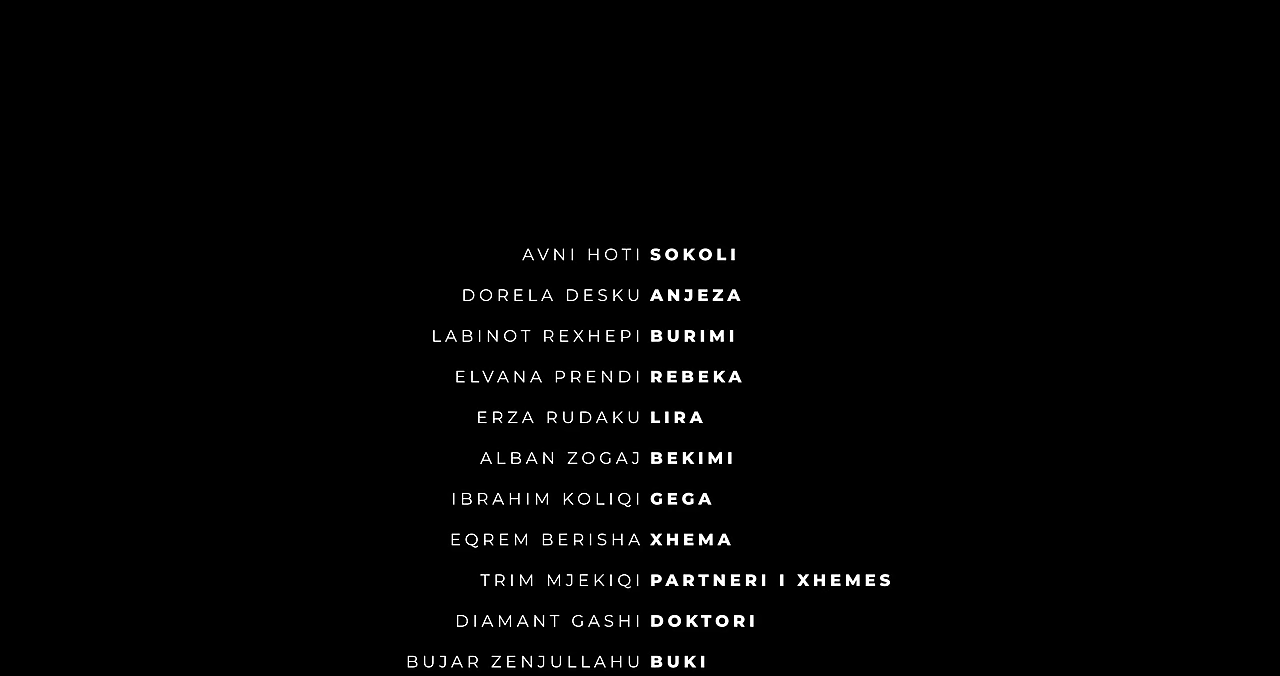 AVNI HOTI SOKOLI
DORELA DESKU ANJEZA
LABINOT REXHEPI BURIMI
ELVANA PRENDI REBEKA
ERZA RUDAKU LIRA
ALBAN ZOGAJ BEKIMI
IBRAHIM KOLIQI GEGA
EQREM BERISHA XHEMA
TRIM MJEKIQI PARTNERI I XHEMES
DIAMANT GASHI DOKTORI
BUJAR ZENJULLAHU BUKI